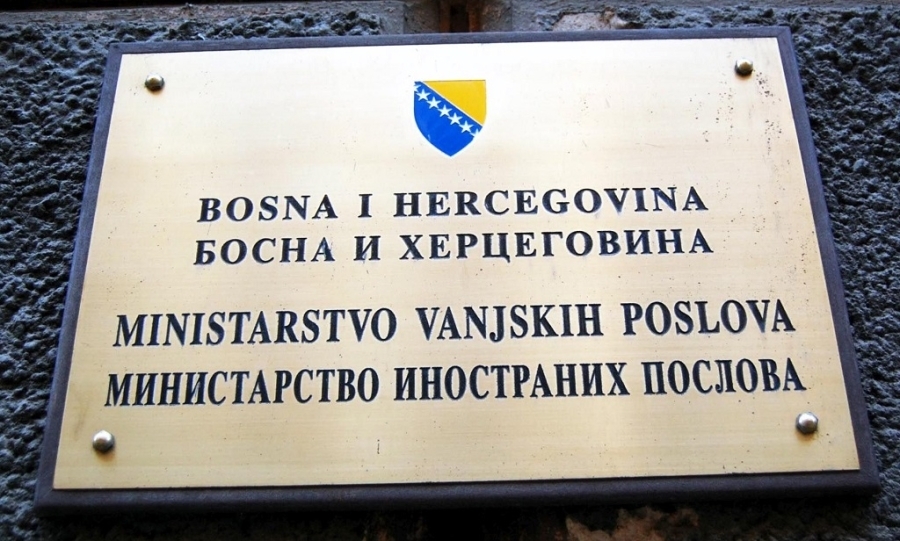 BOSNA I HERCEGOVINA
БОСНА И ХЕРЦЕГОВИНА
MINISTARSTVO VANJSKIH POSLOVA
МИНИСТАРСТВО ИНОСТРАНИХ ПОСЛОВА